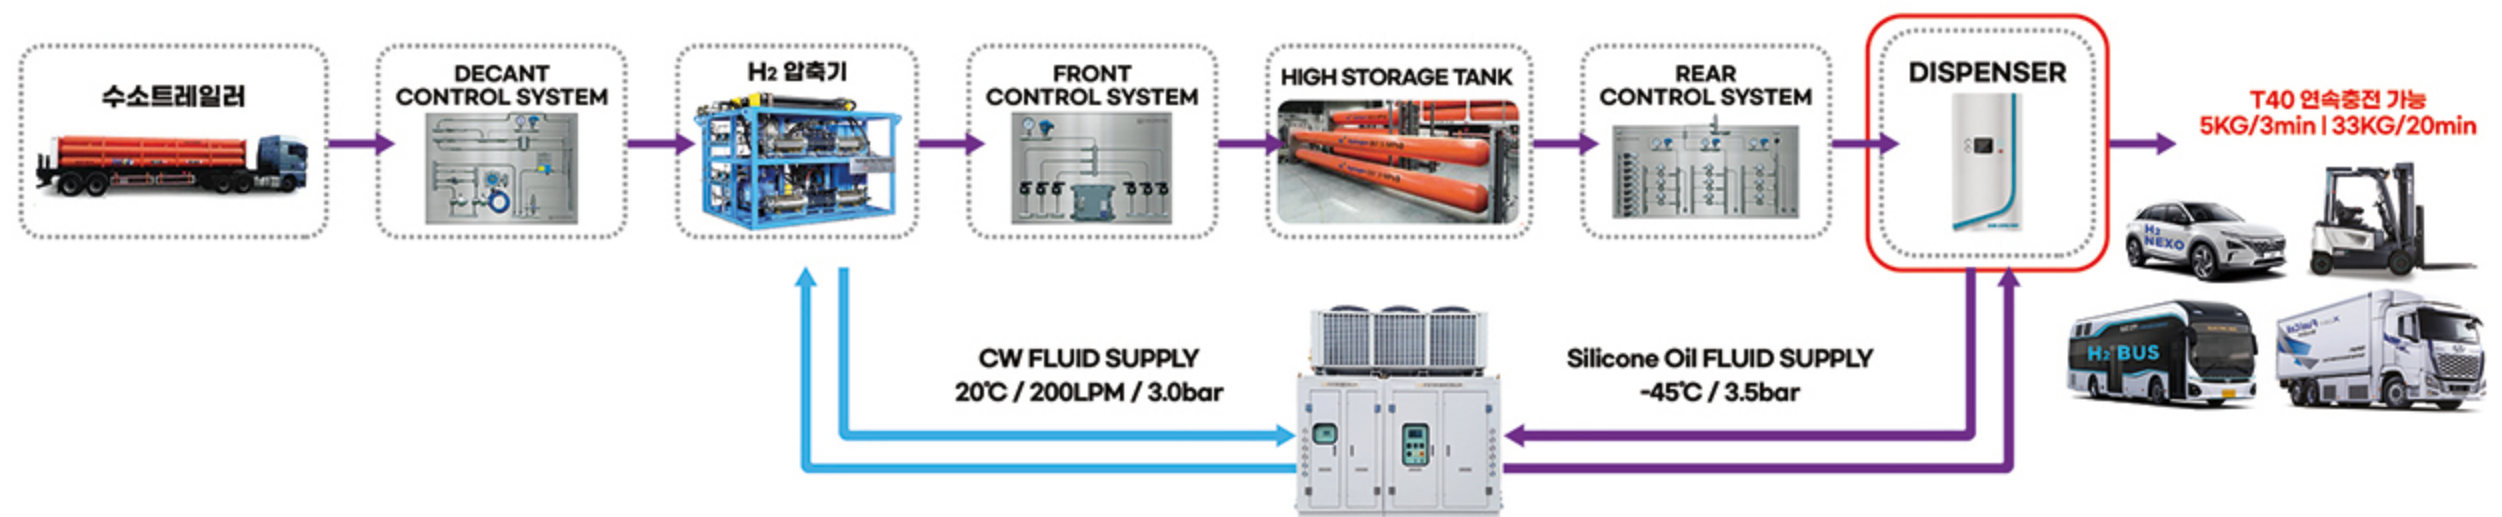 수소트레일러
DECANT
CONTROL SYSTEM
H2 압축기
FRONT
CONTROL SYSTEM
HIGH STORAGE TANK
REAR
CONTROL SYSTEM
DISPENSER
T40 연속충전 가능
5KG/3min | 33KG/20min
H2
NEXO
H2 BUS
CW FLUID SUPPLY
20℃ / 200LPM / 3.0bar
Silicone Oil FLUID SUPPLY
-45℃ / 3.5bar